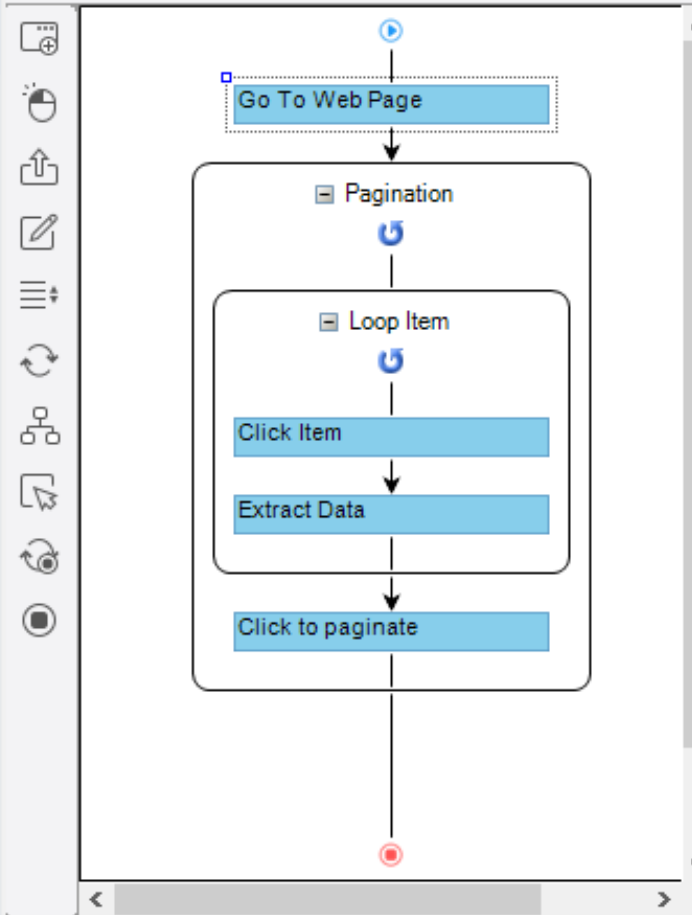 Go To Web Page
Pagination
Loop Item
Click Item
Extract Data
Click to paginate